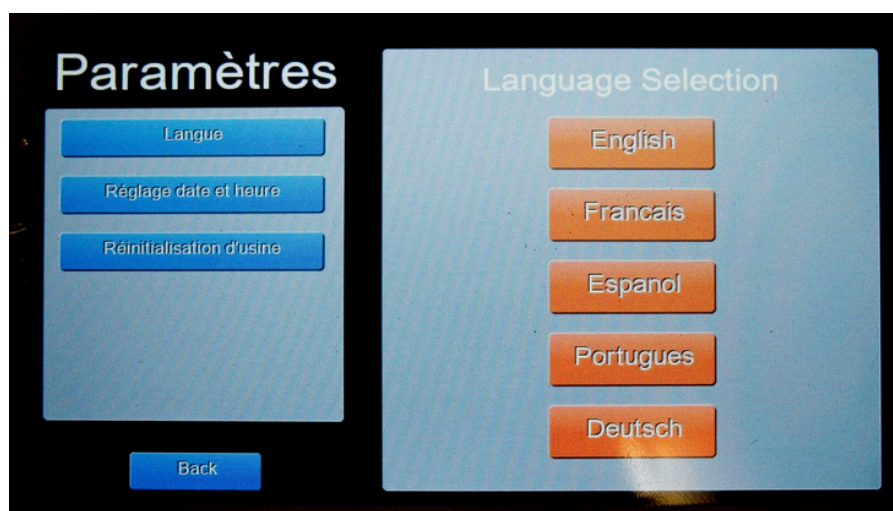 Paramètres
Langue
Réglage date et heure
Réinitialisation d'usine
Back
Language Selection
English
Francais
Espanol
Portugues
Deutsch